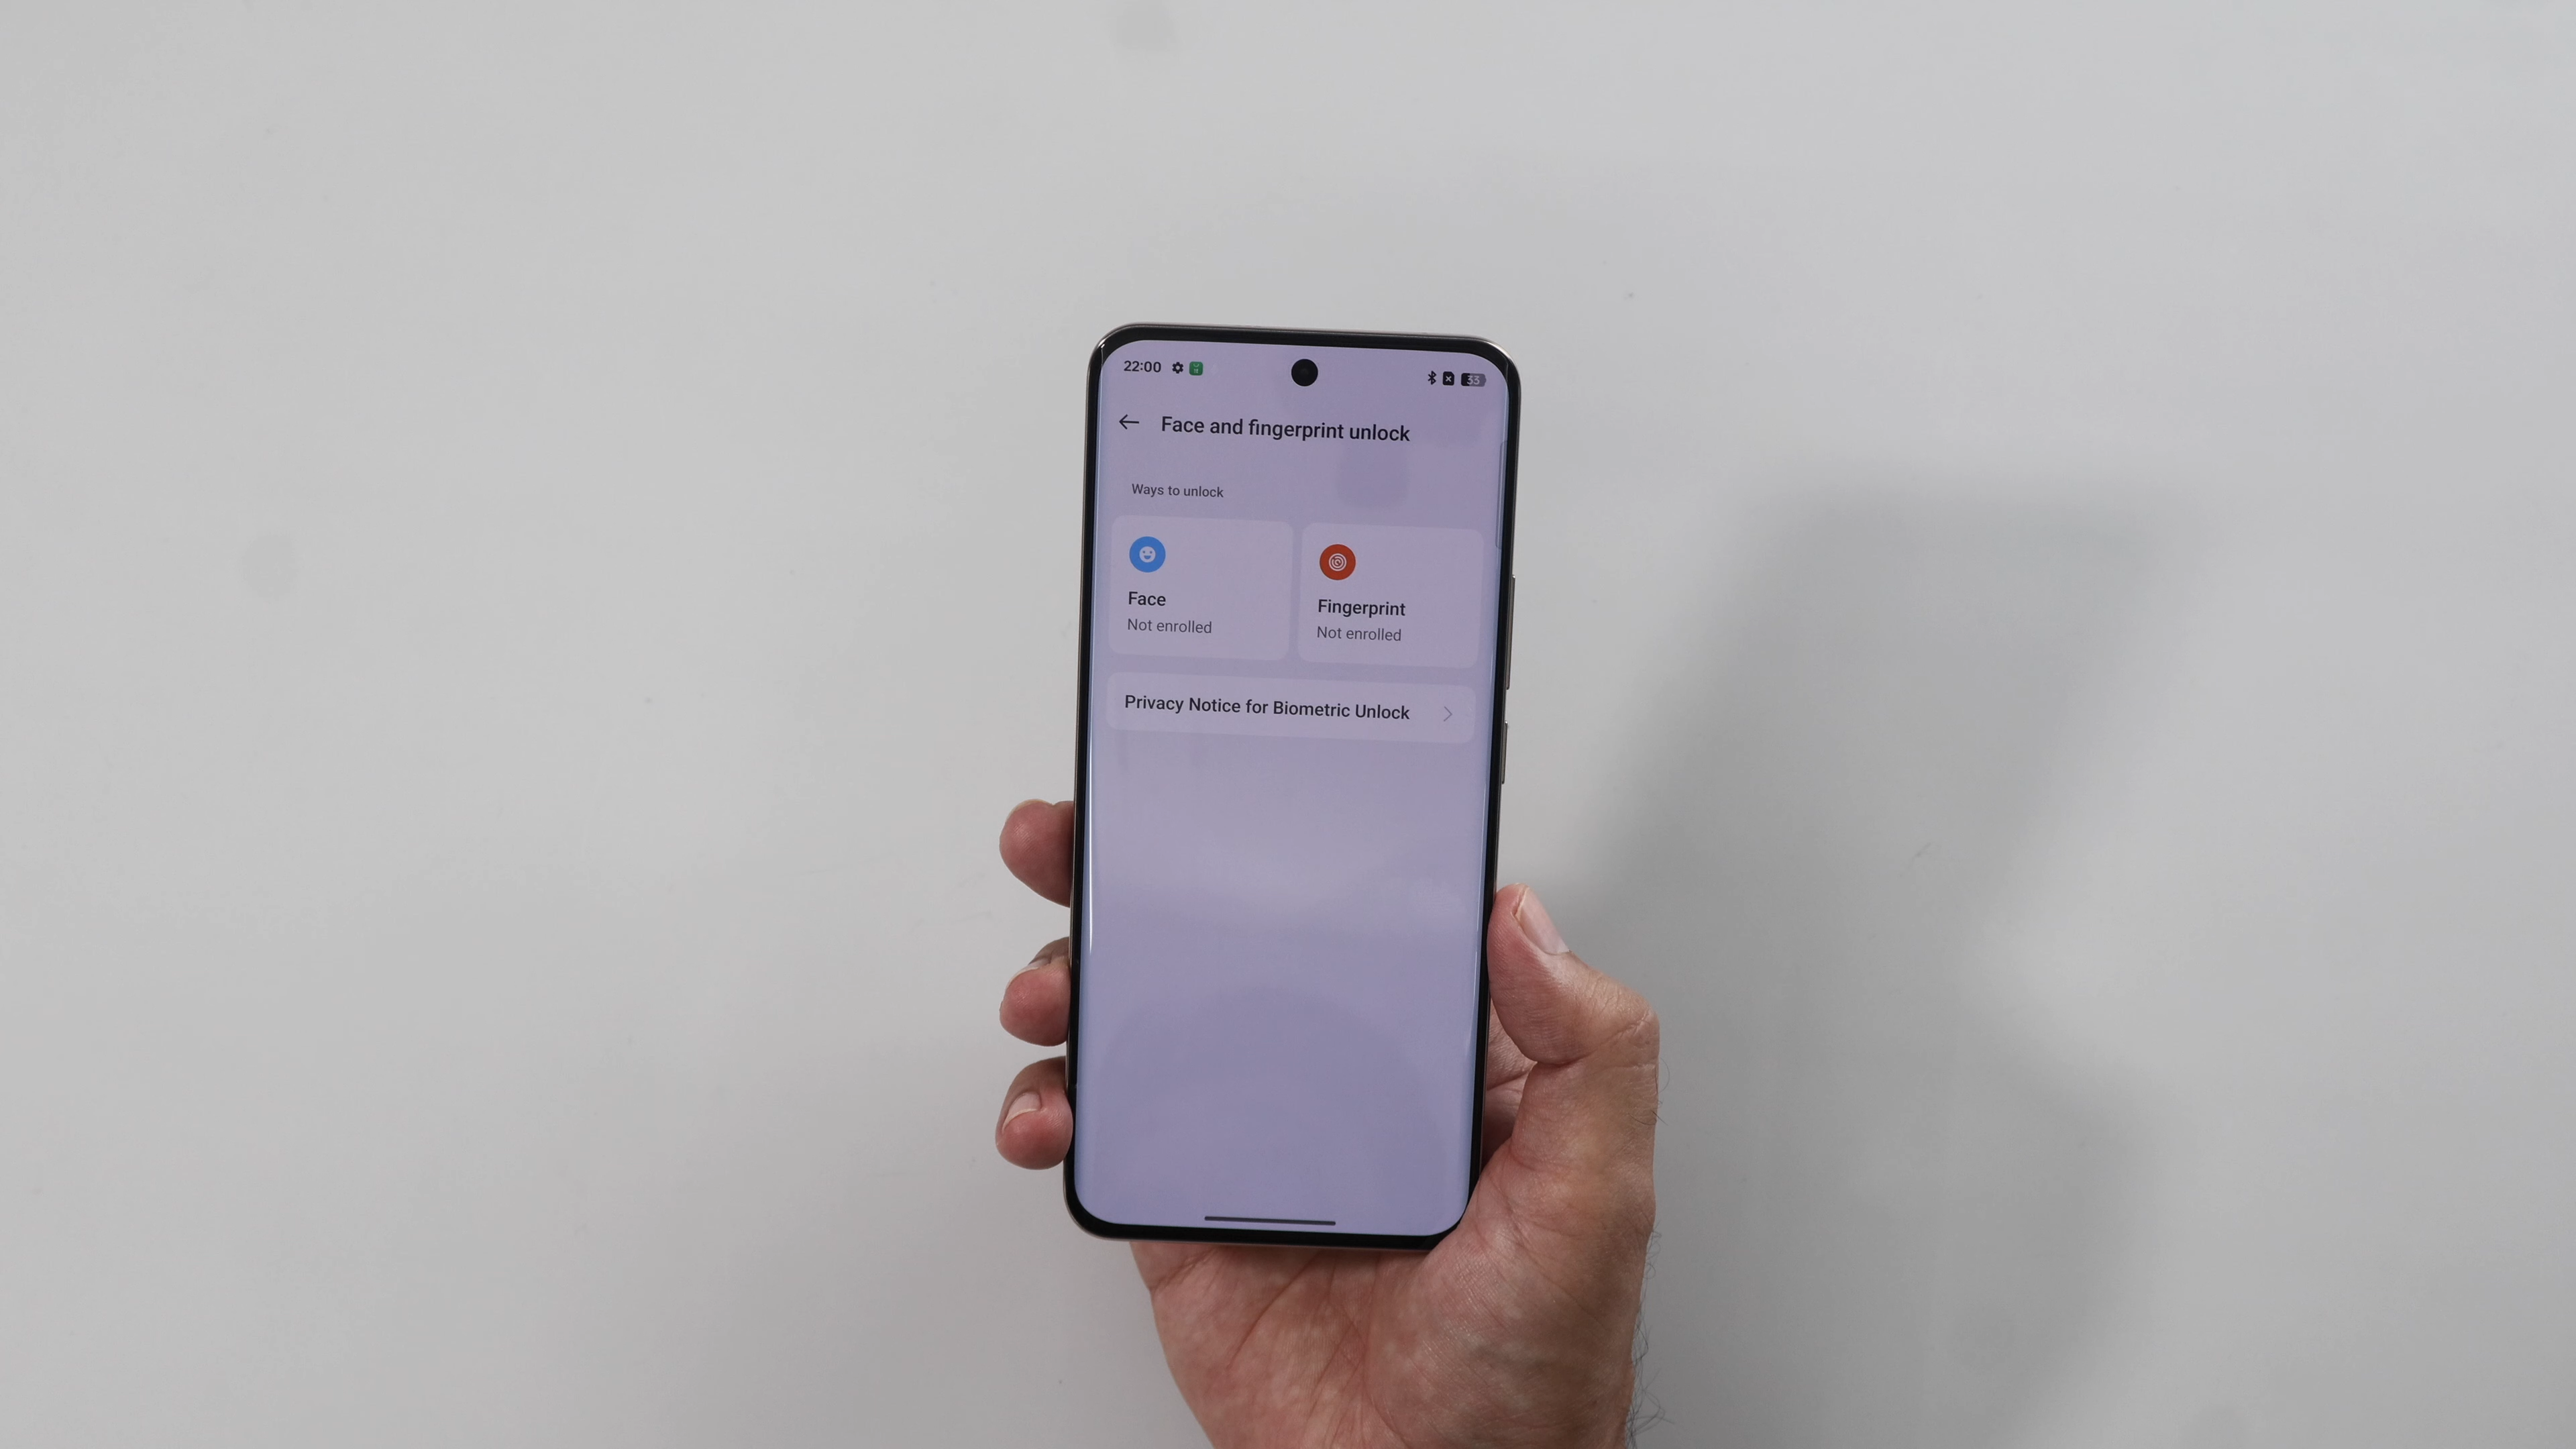 22:00
33
Face and fingerprint unlock
Ways to unlock
Face
Not enrolled
Fingerprint
Not enrolled
Privacy Notice for Biometric Unlock